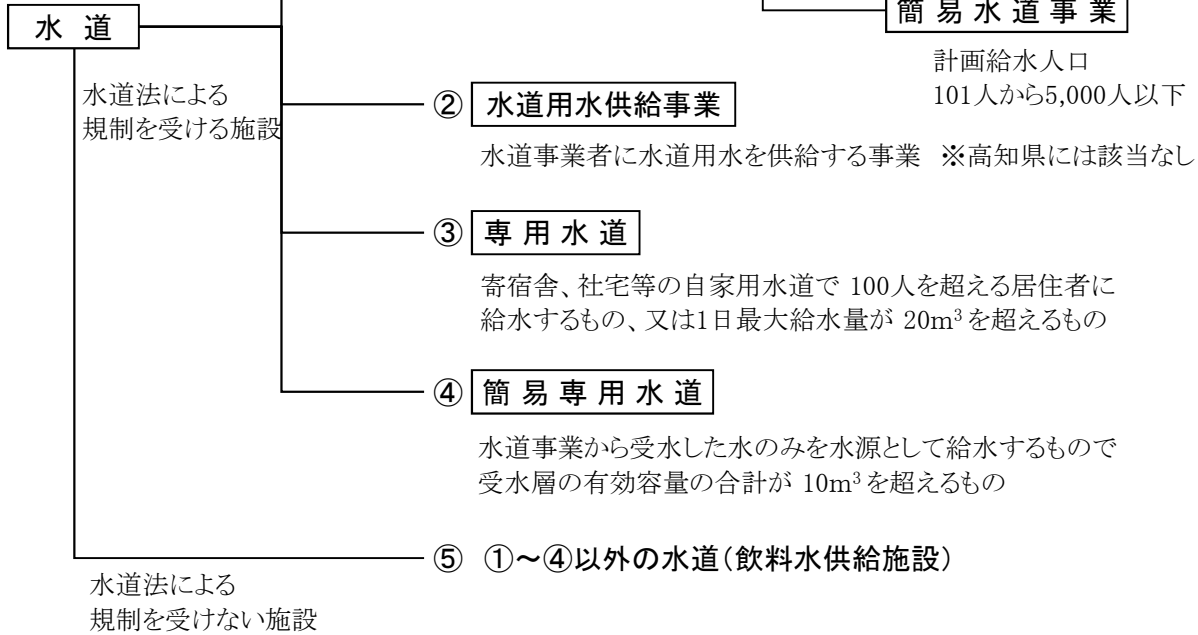 簡易水道事業
水道
計画給水人口
101人から5,000人以下
水道法による
規制を受ける施設
② 水道用水供給事業
水道事業者に水道用水を供給する事業 ※高知県には該当なし
③ 専用水道
寄宿舎、社宅等の自家用水道で 100人を超える居住者に
給水するもの、又は1日最大給水量が 20m³を超えるもの
④ 簡易専用水道
水道事業から受水した水のみを水源として給水するもので
受水層の有効容量の合計が 10m³を超えるもの
⑤ ①~④以外の水道(飲料水供給施設)
水道法による
規制を受けない施設